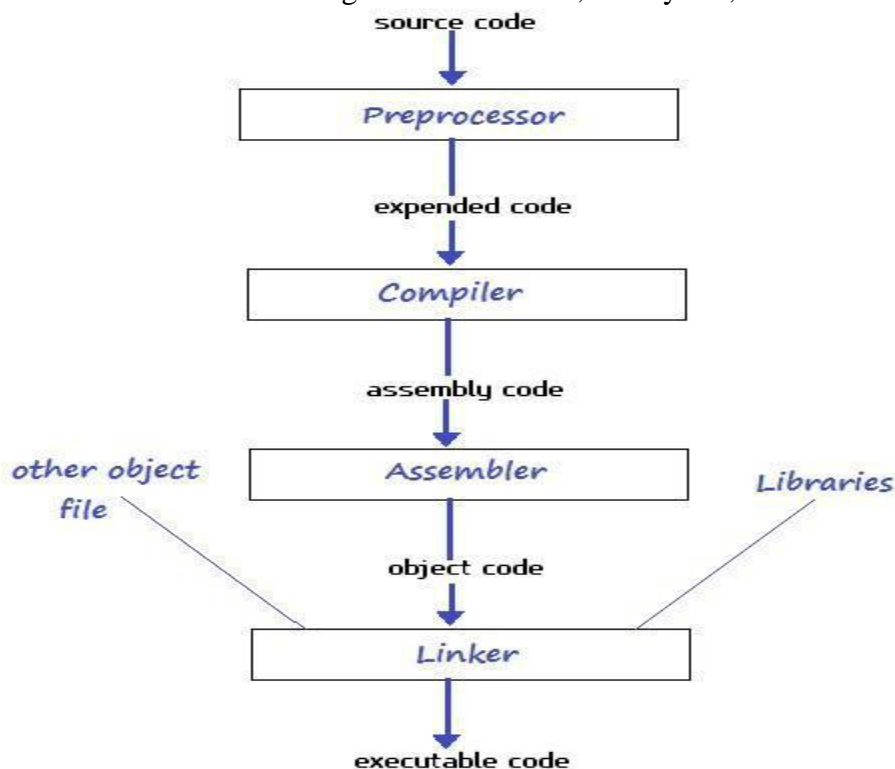 source code
Preprocessor
expended code
Compiler
assembly code
other object
file
Assembler
Libraries
object code
Linker
executable code